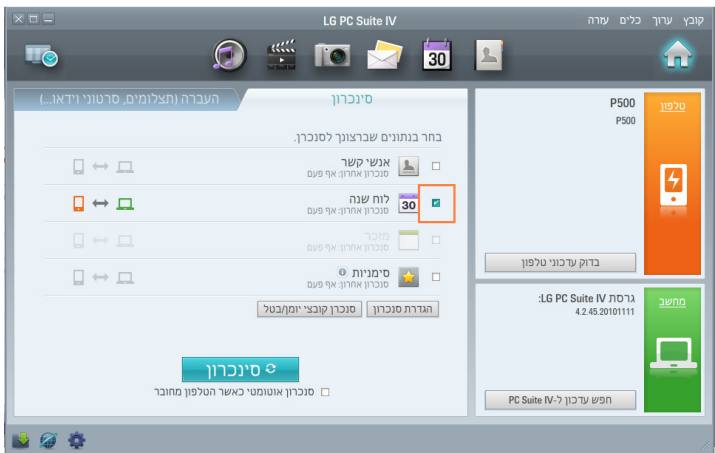 LG PC Suite IV
קובץ ערוך כלים עזרה
30
טלפון
P500
P500
בדוק עדכוני טלפון
מחשב
גרסת LG PC Suite IV:
4.2.45.20101111
חפש עדכון ל-PC Suite IV
סינכרון
העברה (תצלומים, סרטוני וידאו...)
בחר בנתונים שברצונך לסנכרן.
אנשי קשר
סנכרון אחרון: אף פעם
30
לוח שנה
סנכרון אחרון: אף פעם
מזכר
סנכרון אחרון: אף פעם
סימניות
סנכרון אחרון: אף פעם
הגדרת סנכרון
סנכרן קובצי יומן/בטל
סינכרון
סנכרון אוטומטי כאשר הטלפון מחובר